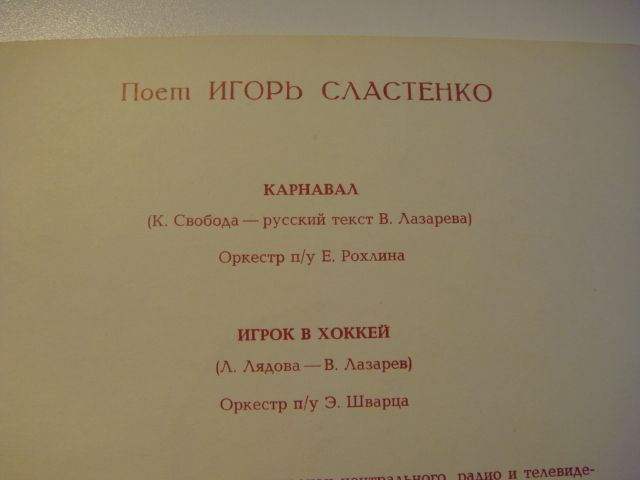 Поет ИГОРЬ СЛАСТЕНКО
КАРНАВАЛ
(К. Свобода — русский текст В. Лазарева)
Оркестр п/у Е. Рохлина
ИГРОК В ХОККЕЙ
(Л. Лядова — В. Лазарев)
Оркестр п/у Э. Шварца
центрального радио и телевиде-